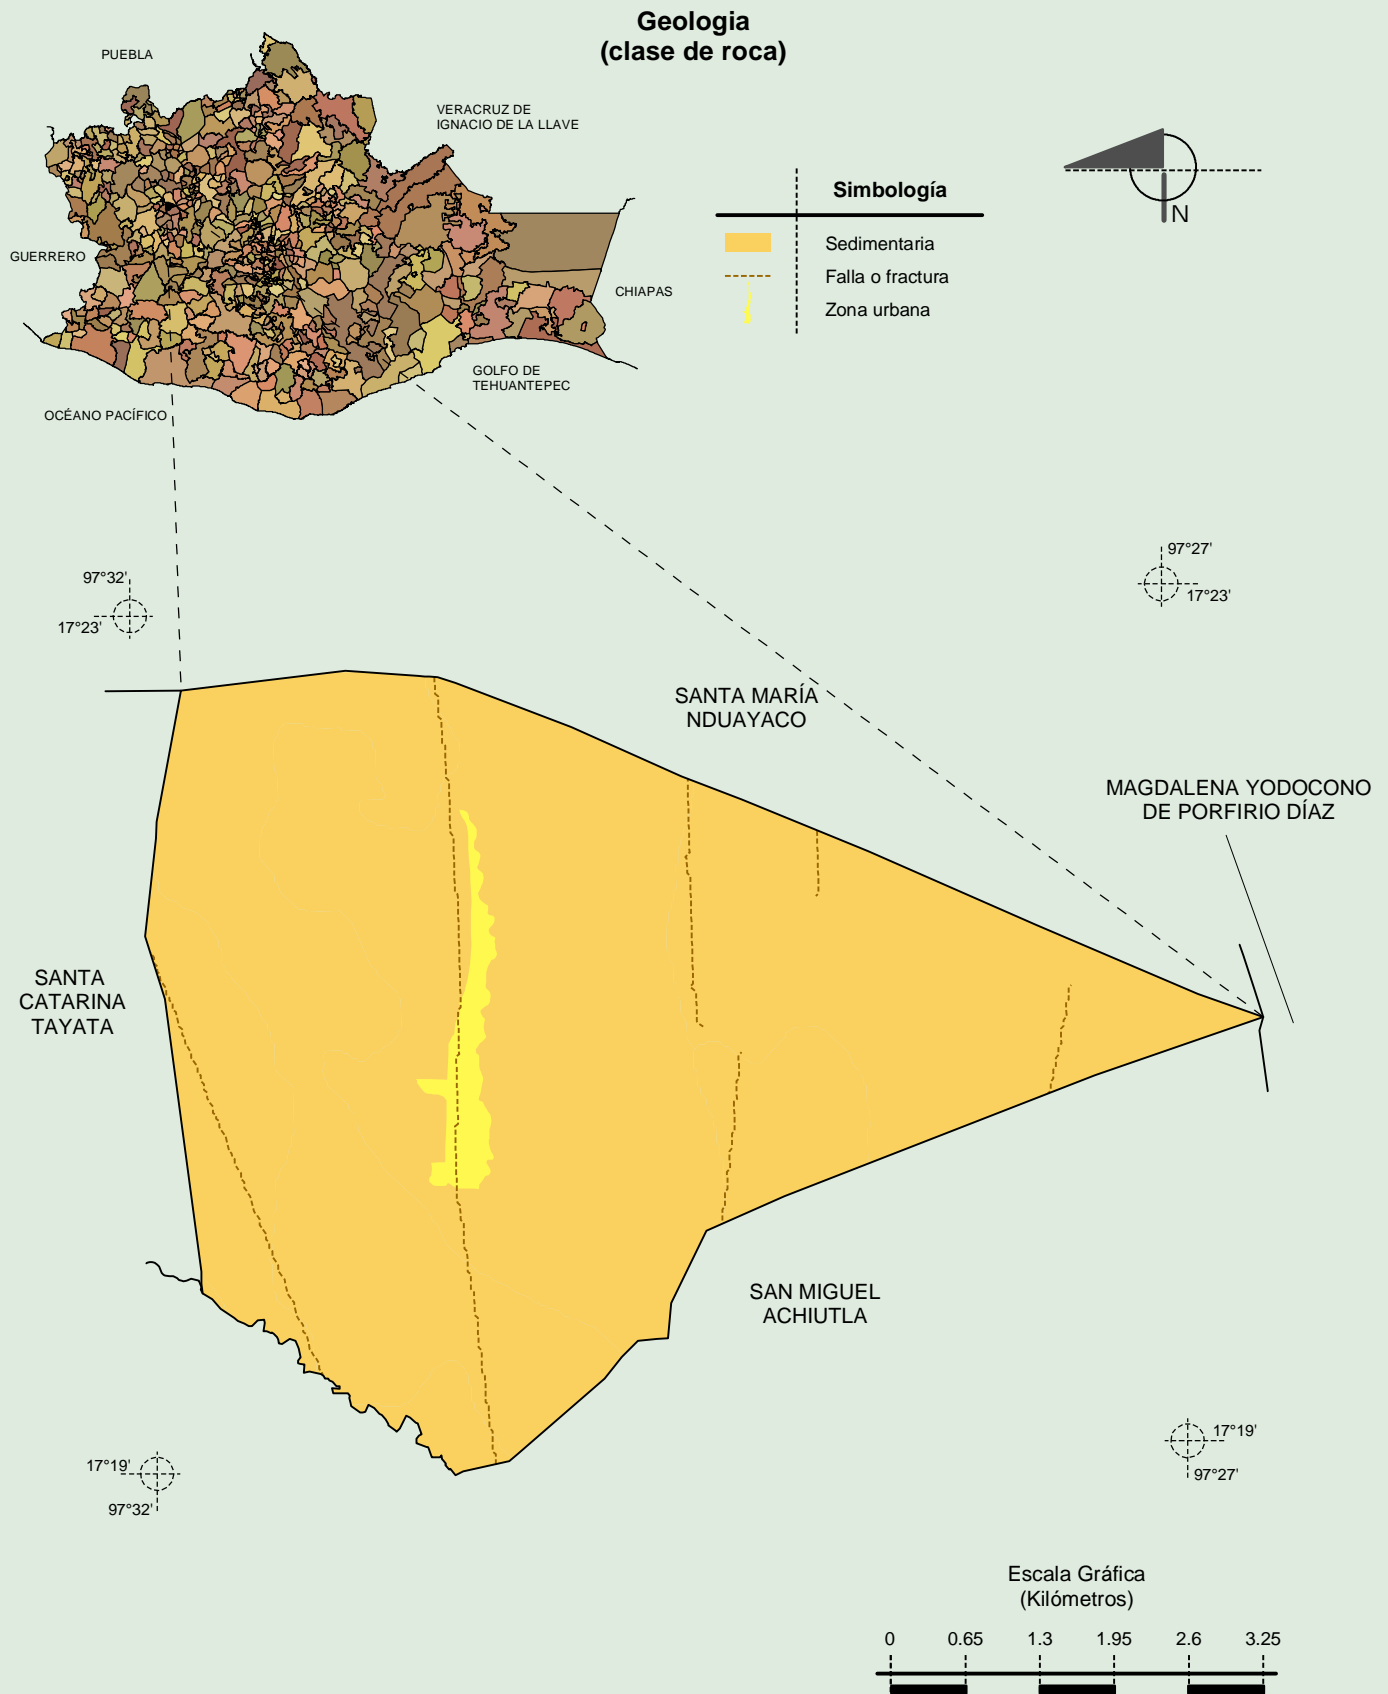 Geologia
(clase de roca)
PUEBLA
VERACRUZ DE
IGNACIO DE LA LLAVE
GUERRERO
CHIAPAS
GOLFO DE
TEHUANTEPEC
OCÉANO PACÍFICO
Simbología
Sedimentaria
Falla o fractura
Zona urbana
N
97°32'
17°23'
97°27'
17°23'
SANTA MARÍA
NDUAYACO
MAGDALENA YODOCONO
DE PORFIRIO DÍAZ
SANTA
CATARINA
TAYATA
SAN MIGUEL
ACHIUTLA
17°19'
97°32'
17°19'
97°27'
Escala Gráfica
(Kilómetros)
0 0.65 1.3 1.95 2.6 3.25